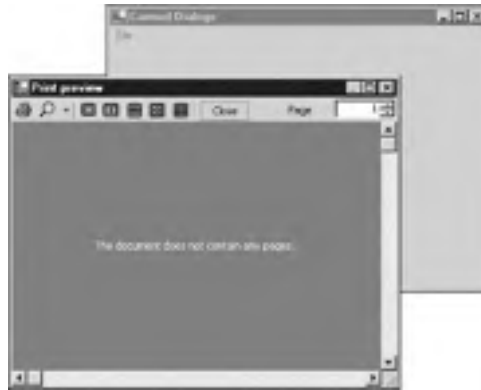 Common Dialogs
File
Print preview
Close
Page
1
The document does not contain any pages.